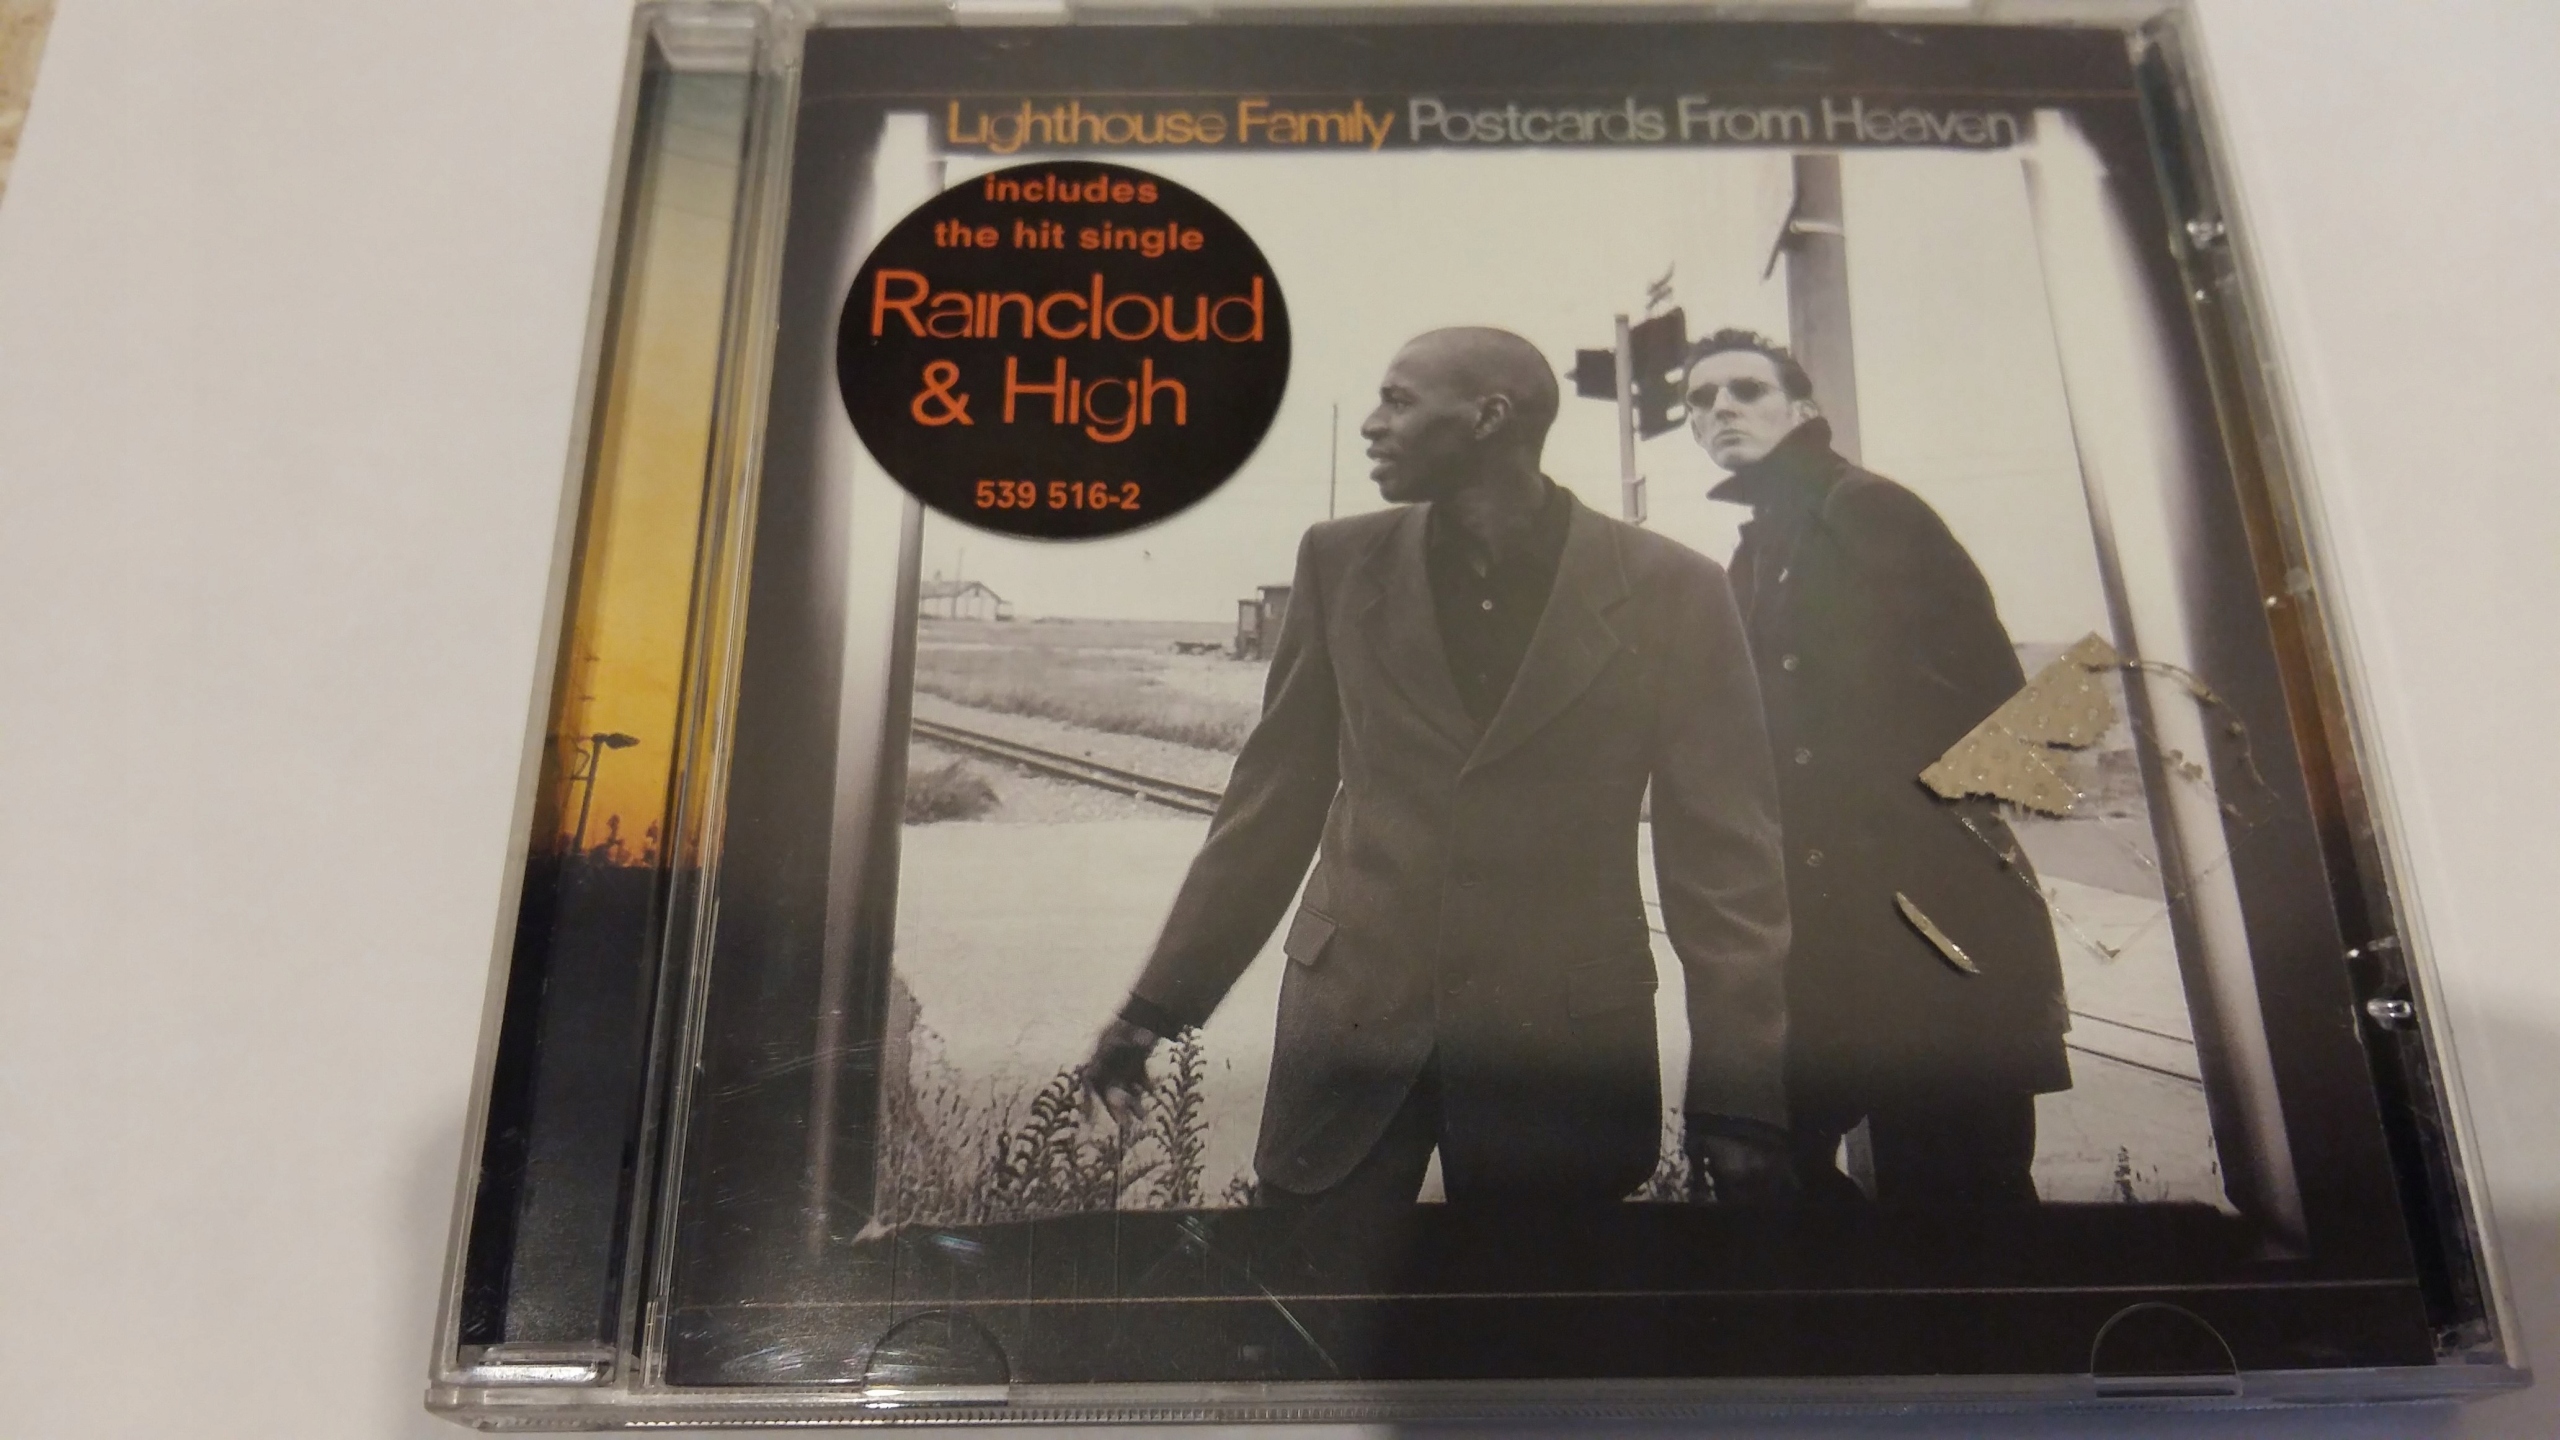 Lighthouse Family Postcards From Heaven
includes
the hit single
Raincloud
& High
539 516-2